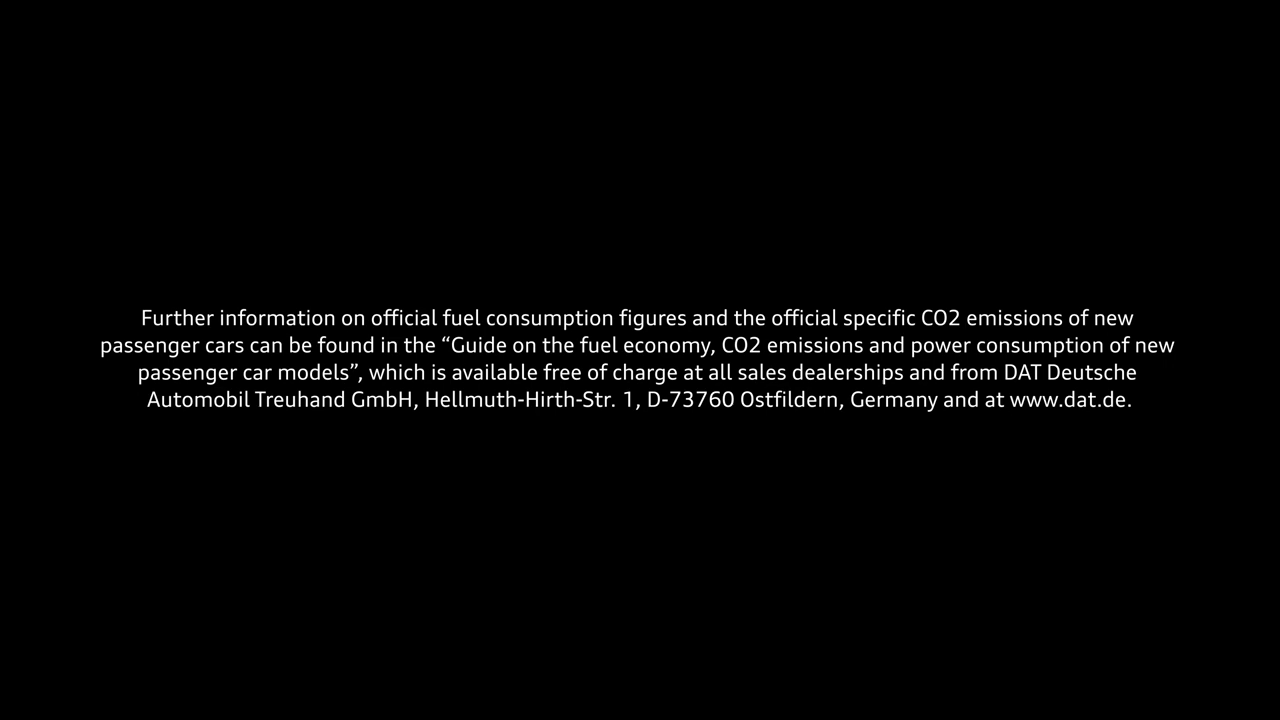 Further information on official fuel consumption figures and the official specific CO2 emissions of new
passenger cars can be found in the “Guide on the fuel economy, CO2 emissions and power consumption of new
passenger car models”, which is available free of charge at all sales dealerships and from DAT Deutsche
Automobil Treuhand GmbH, Hellmuth-Hirth-Str. 1, D-73760 Ostfildern, Germany and at www.dat.de.